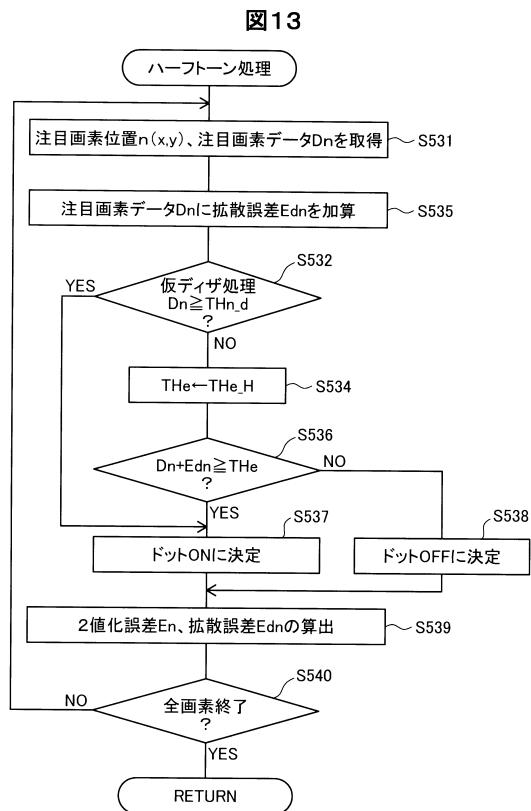 図13
ハーフトーン処理
注目画素位置n(x,y)、注目画素データDnを取得
S531
注目画素データDnに拡散誤差Ednを加算
S535
S532
YES
仮ディザ処理
Dn≧THn_d
?
NO
THe←THe_H
S534
S536
Dn+Edn≧THe
?
NO
YES
S537
S538
ドットONに決定
ドットOFFに決定
2値化誤差En、拡散誤差Ednの算出
S539
S540
NO
全画素終了
?
YES
RETURN